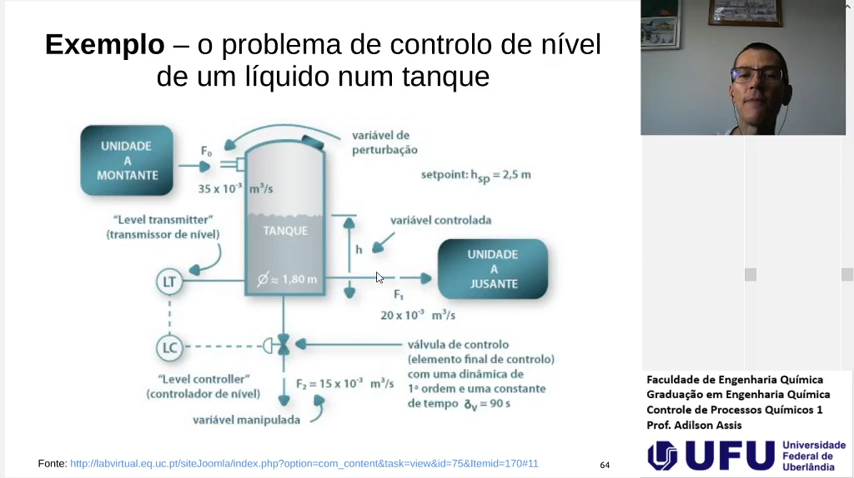 Exemplo – o problema de controlo de nível
de um líquido num tanque
UNIDADE
A
MONTANTE
F₀
35 x 10⁻³ m³/s
variável de
perturbação
setpoint: hsp = 2,5 m
"Level transmitter"
(transmissor de nível)
TANQUE
variável controlada
h
UNIDADE
A
JUSANTE
LT
Ø ≈ 1,80 m
F₁
20 x 10⁻³ m³/s
LC
válvula de controlo
(elemento final de controlo)
com uma dinâmica de
1ª ordem e uma constante
de tempo ðv = 90 s
"Level controller"
(controlador de nível)
F₂ = 15 x 10⁻³ m³/s
variável manipulada
Fonte: http://labvirtual.eq.uc.pt/siteJoomla/index.php?option=com_content&task=view&id=75&Itemid=170#11
64
Faculdade de Engenharia Química
Graduação em Engenharia Química
Controle de Processos Químicos 1
Prof. Adilson Assis
UFU
Universidade
Federal de
Uberlândia